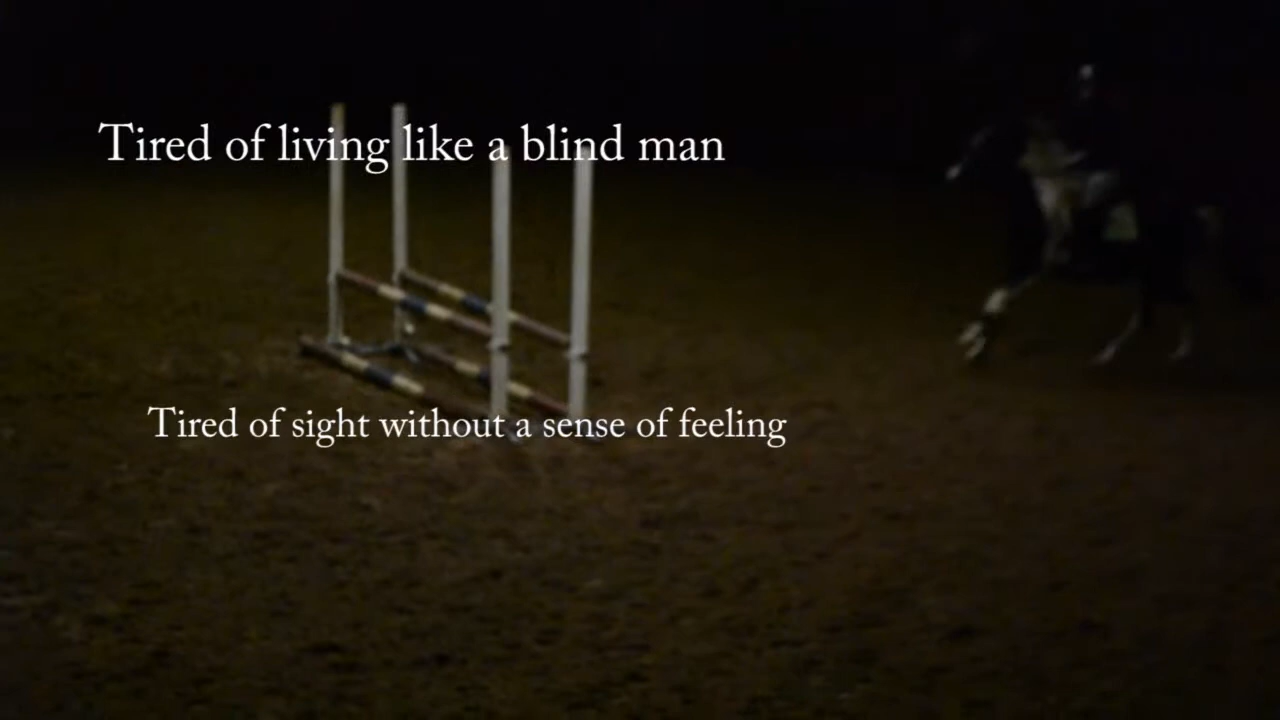 Tired of living like a blind man
Tired of sight without a sense of feeling